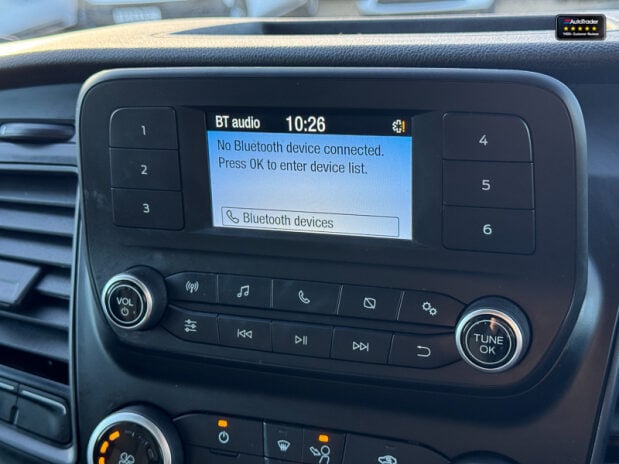 AutoTrader
BT audio 10:26
No Bluetooth device connected.
Press OK to enter device list.
Bluetooth devices
1
2
3
4
5
6
VOL
TUNE
OK